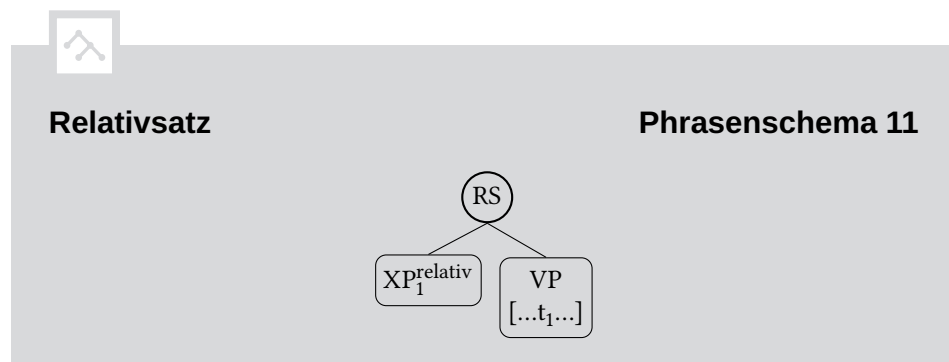 Relativsatz Phrasenschema 11
RS
XP₁ʳᵉˡᵃᵗⁱᵛ VP
[...t₁...]